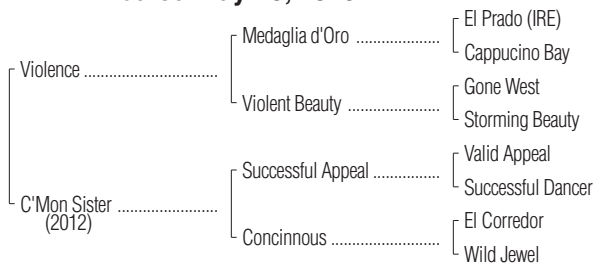 El Prado (IRE)
Medaglia d'Oro ....................
Cappucino Bay
Violence ................................
Gone West
Violent Beauty ......................
Storming Beauty
Valid Appeal
Successful Appeal ................
Successful Dancer
C'Mon Sister ........................
(2012)
El Corredor
Concinnous ..........................
Wild Jewel